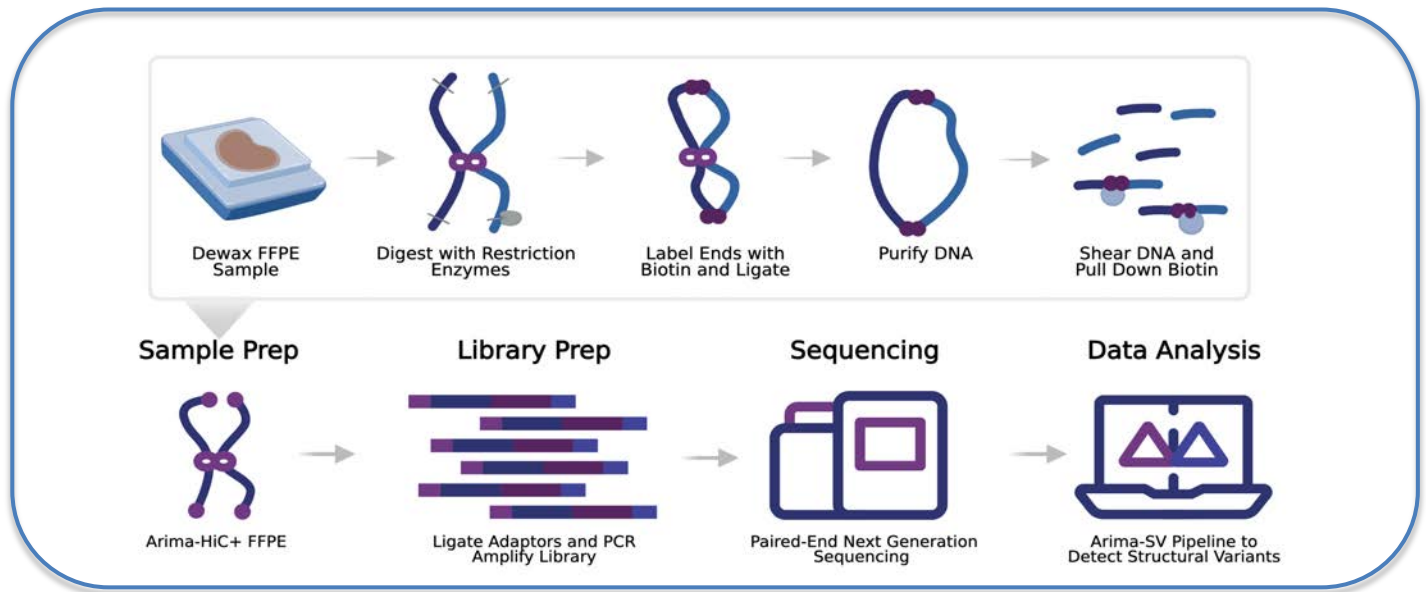 Dewax FFPE
Sample
Digest with Restriction
Enzymes
Label Ends with
Biotin and Ligate
Purify DNA
Shear DNA and
Pull Down Biotin
Sample Prep
Library Prep
Sequencing
Data Analysis
Arima-HiC+ FFPE
Ligate Adaptors and PCR
Amplify Library
Paired-End Next Generation
Sequencing
Arima-SV Pipeline to
Detect Structural Variants